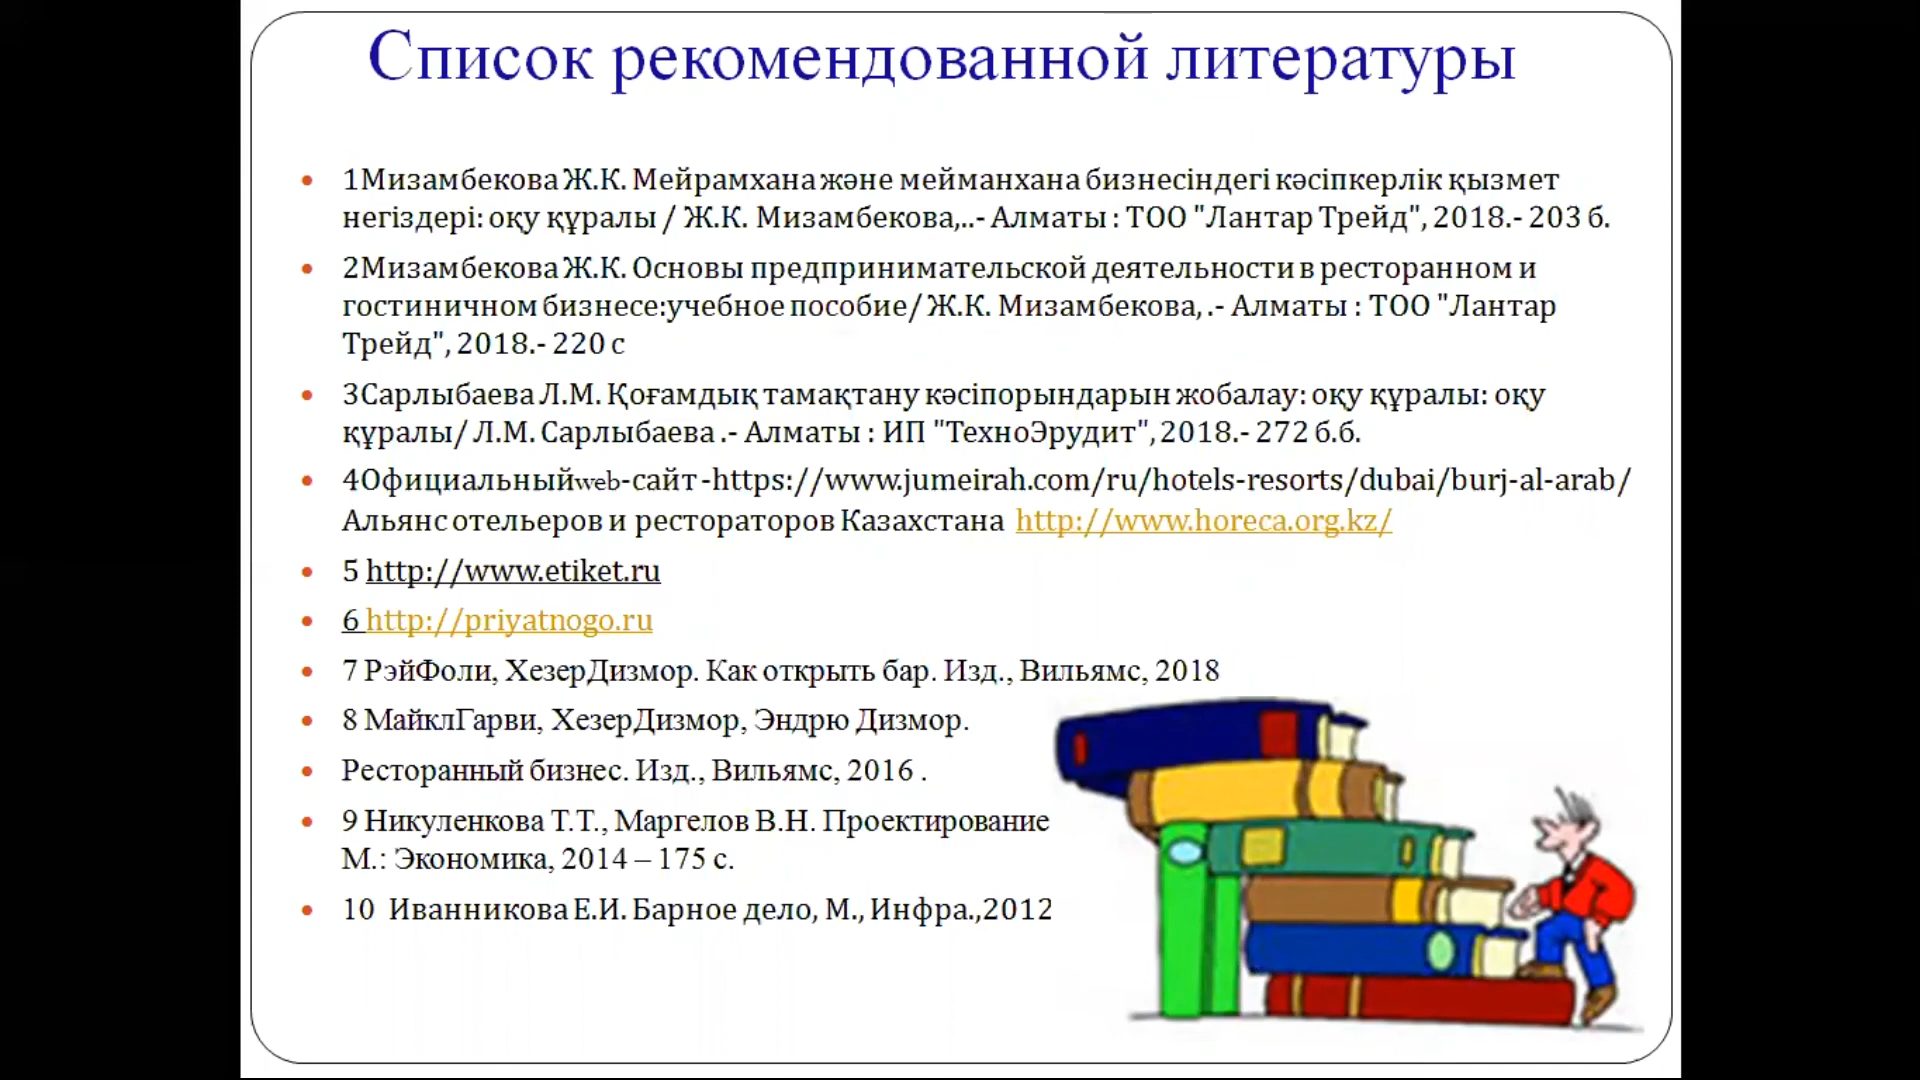 Список рекомендованной литературы
1Мизамбекова Ж.К. Мейрамхана және мейманхана бизнесіндегі кәсіпкерлік қызмет
негіздері: оқу құралы / Ж.К. Мизамбекова,..- Алматы : ТОО "Лантар Трейд", 2018.- 203 б.
2Мизамбекова Ж.К. Основы предпринимательской деятельности в ресторанном и
гостиничном бизнесе:учебное пособие/ Ж.К. Мизамбекова, .- Алматы : ТОО "Лантар
Трейд", 2018.- 220 с
3Сарлыбаева Л.М. Қоғамдық тамақтану кәсіпорындарын жобалау: оқу құралы: оқу
құралы/ Л.М. Сарлыбаева .- Алматы : ИП "ТехноЭрудит", 2018.- 272 б.б.
4Официальныйweb-сайт -https://www.jumeirah.com/ru/hotels-resorts/dubai/burj-al-arab/
Альянс отельеров и рестораторов Казахстана http://www.horeca.org.kz/
5 http://www.etiket.ru
6 http://priyatnogo.ru
7 РэйФоли, ХезерДизмор. Как открыть бар. Изд., Вильямс, 2018
8 МайклГарви, ХезерДизмор, Эндрю Дизмор.
Ресторанный бизнес. Изд., Вильямс, 2016 .
9 Никуленкова Т.Т., Маргелов В.Н. Проектирование
М.: Экономика, 2014 – 175 с.
10 Иванникова Е.И. Барное дело, М., Инфра.,2012